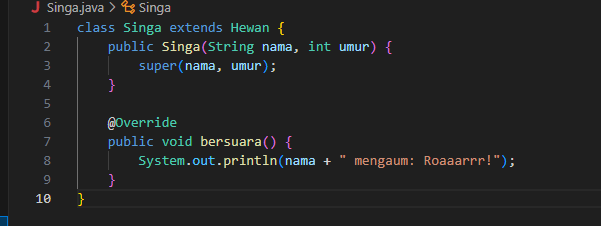 J Singa.java > Singa
1 class Singa extends Hewan {
2     public Singa(String nama, int umur) {
3         super(nama, umur);
4     }
5
6     @Override
7     public void bersuara() {
8         System.out.println(nama + " mengaum: Roaaarrr!");
9     }
10 }